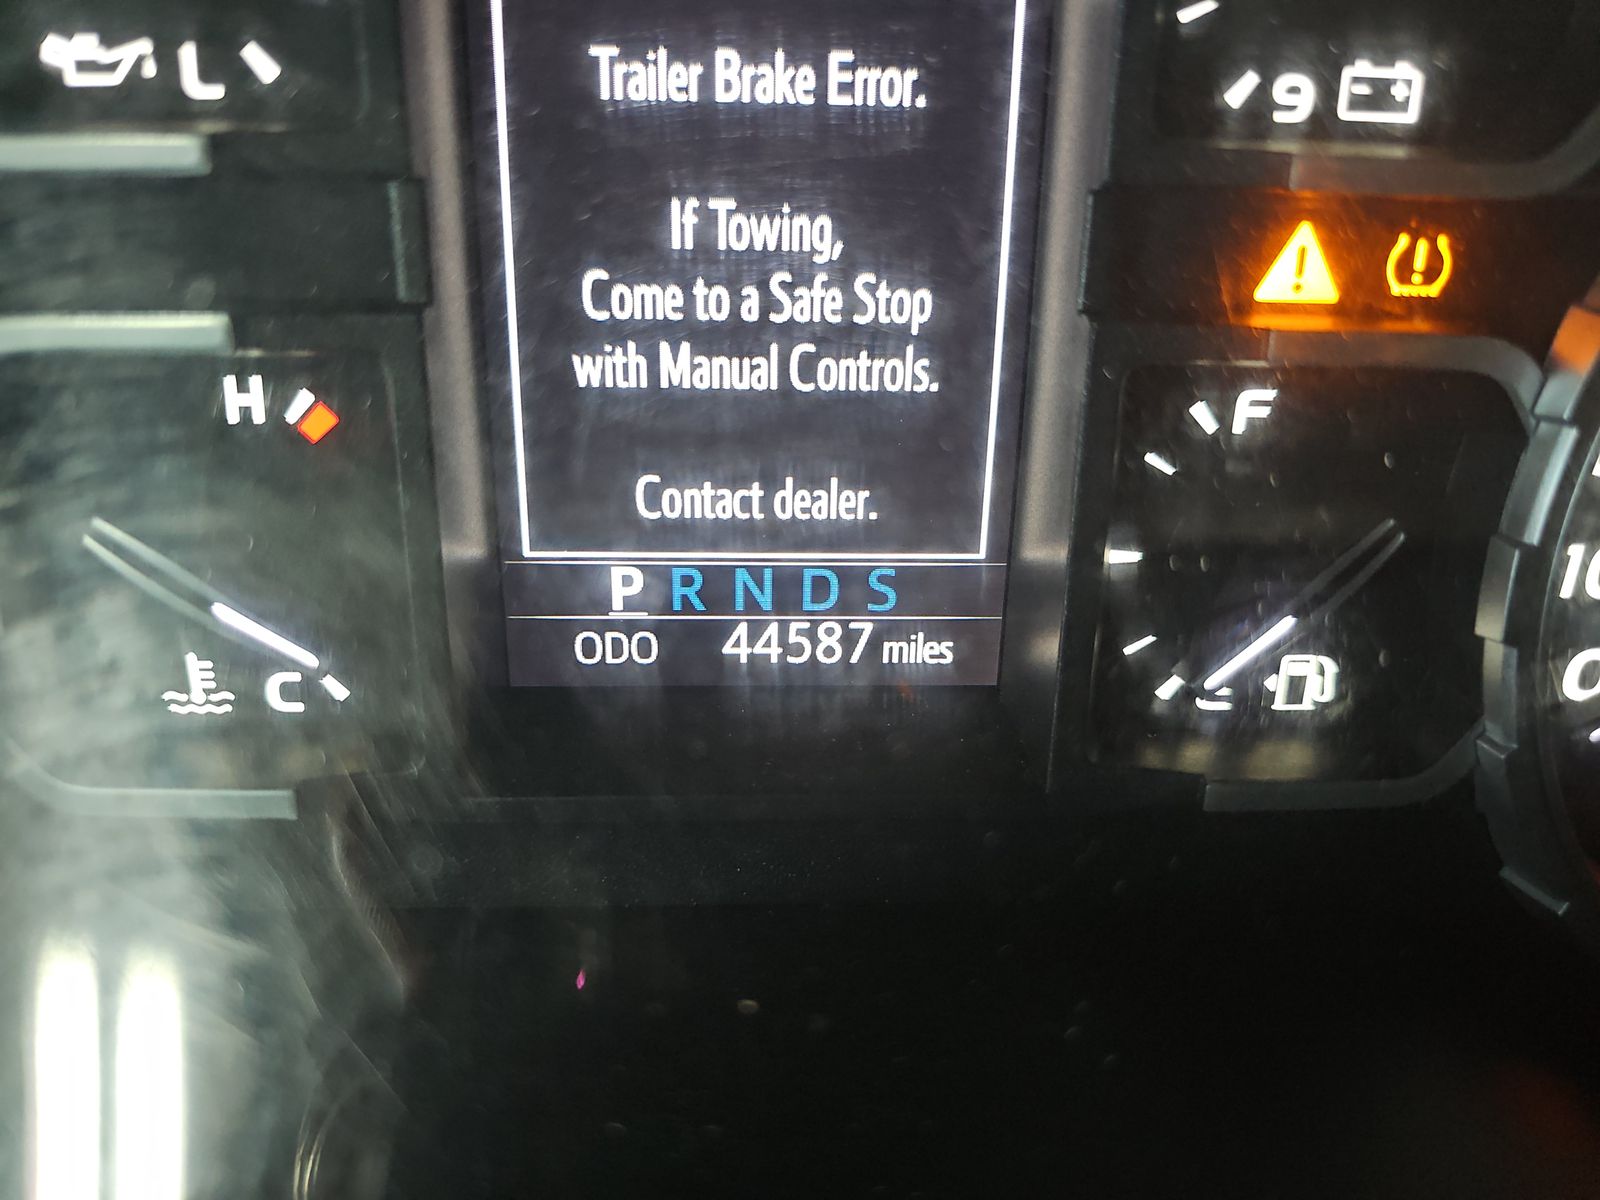 L
Trailer Brake Error.
9
If Towing,
Come to a Safe Stop
with Manual Controls.
H
F
Contact dealer.
P R N D S
ODO 44587 miles
C